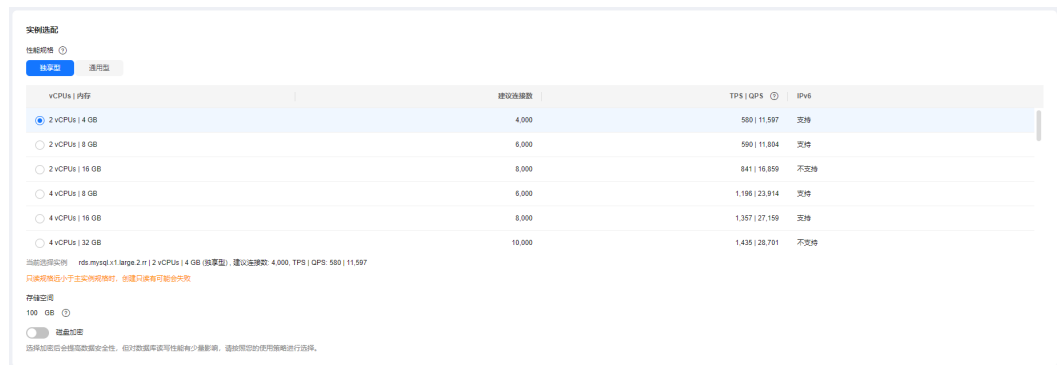 实例选配
性能规格
独享型 通用型
vCPUs | 内存 建议连接数 TPS | QPS IPv6
2 vCPUs | 4 GB 4,000 580 | 11,597 支持
2 vCPUs | 8 GB 6,000 590 | 11,804 支持
2 vCPUs | 16 GB 8,000 841 | 16,859 不支持
4 vCPUs | 8 GB 6,000 1,196 | 23,914 支持
4 vCPUs | 16 GB 8,000 1,357 | 27,159 支持
4 vCPUs | 32 GB 10,000 1,435 | 28,701 不支持
当前选择实例 rds.mysql.x1.large.2.rr | 2 vCPUs | 4 GB (独享型) , 建议连接数: 4,000, TPS | QPS: 580 | 11,597
只读规格远小于主实例规格时，创建只读有可能会失败
存储空间
100 GB
磁盘加密
选择加密后会提高数据安全性，但对数据库读写性能有少量影响，请按照您的使用策略进行选择。